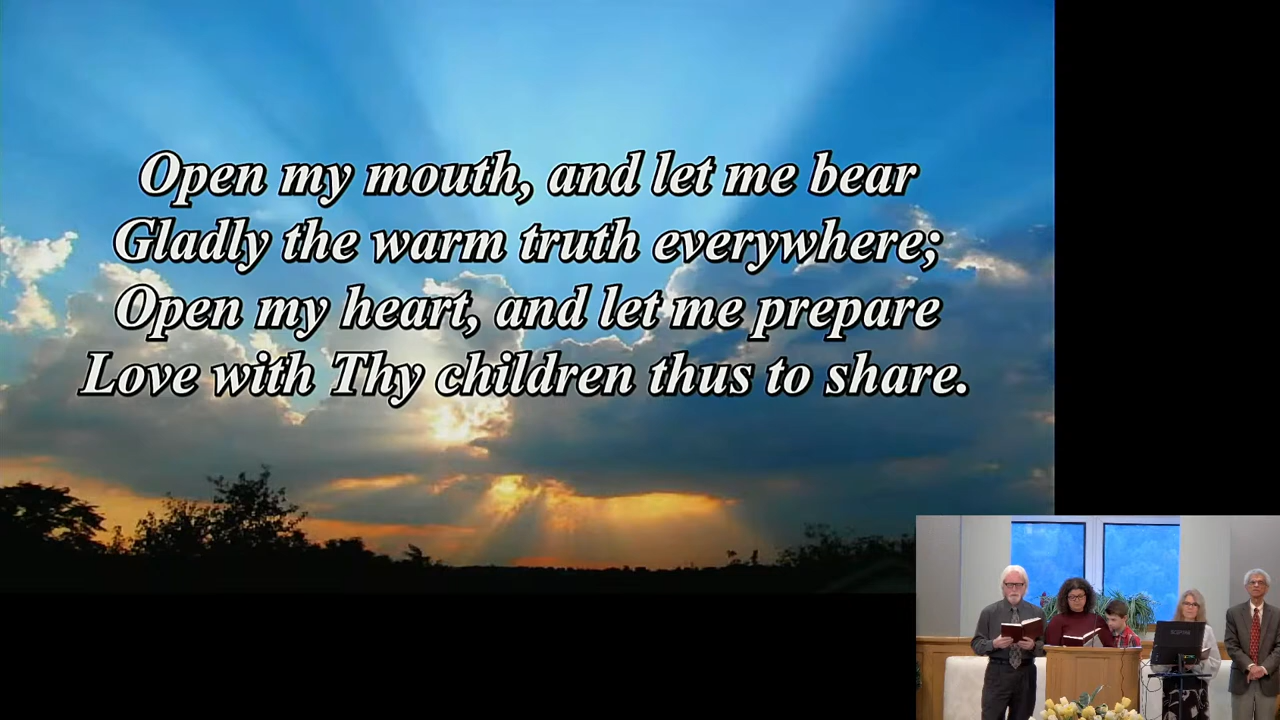 Open my mouth, and let me bear
Gladly the warm truth everywhere;
Open my heart, and let me prepare
Love with Thy children thus to share.
SCEPTRE